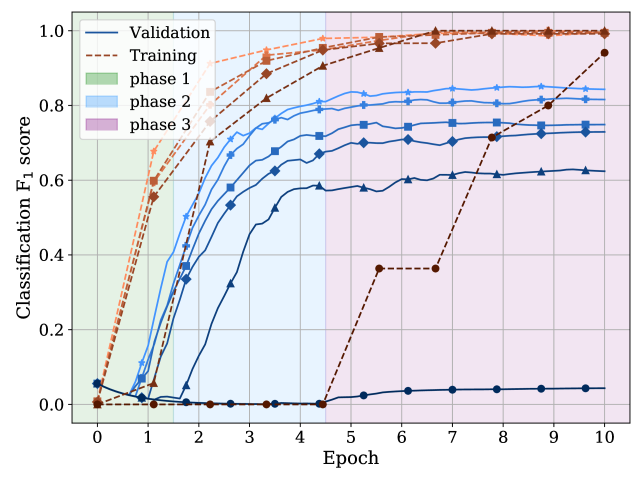 Validation
Training
phase 1
phase 2
phase 3
Classification F1 score
1.0
0.8
0.6
0.4
0.2
0.0
0 1 2 3 4 5 6 7 8 9 10
Epoch